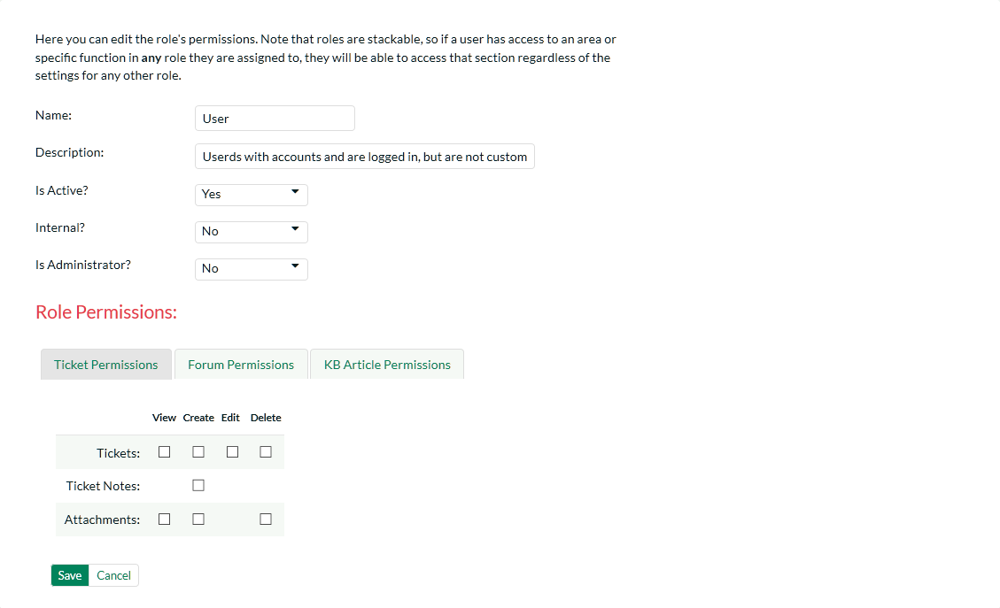 Here you can edit the role's permissions. Note that roles are stackable, so if a user has access to an area or
specific function in any role they are assigned to, they will be able to access that section regardless of the
settings for any other role.
Name:
User
Description:
Userds with accounts and are logged in, but are not custom
Is Active?
Yes
Internal?
No
Is Administrator?
No
Role Permissions:
Ticket Permissions
Forum Permissions
KB Article Permissions
View Create Edit Delete
Tickets:
Ticket Notes:
Attachments:
Save
Cancel